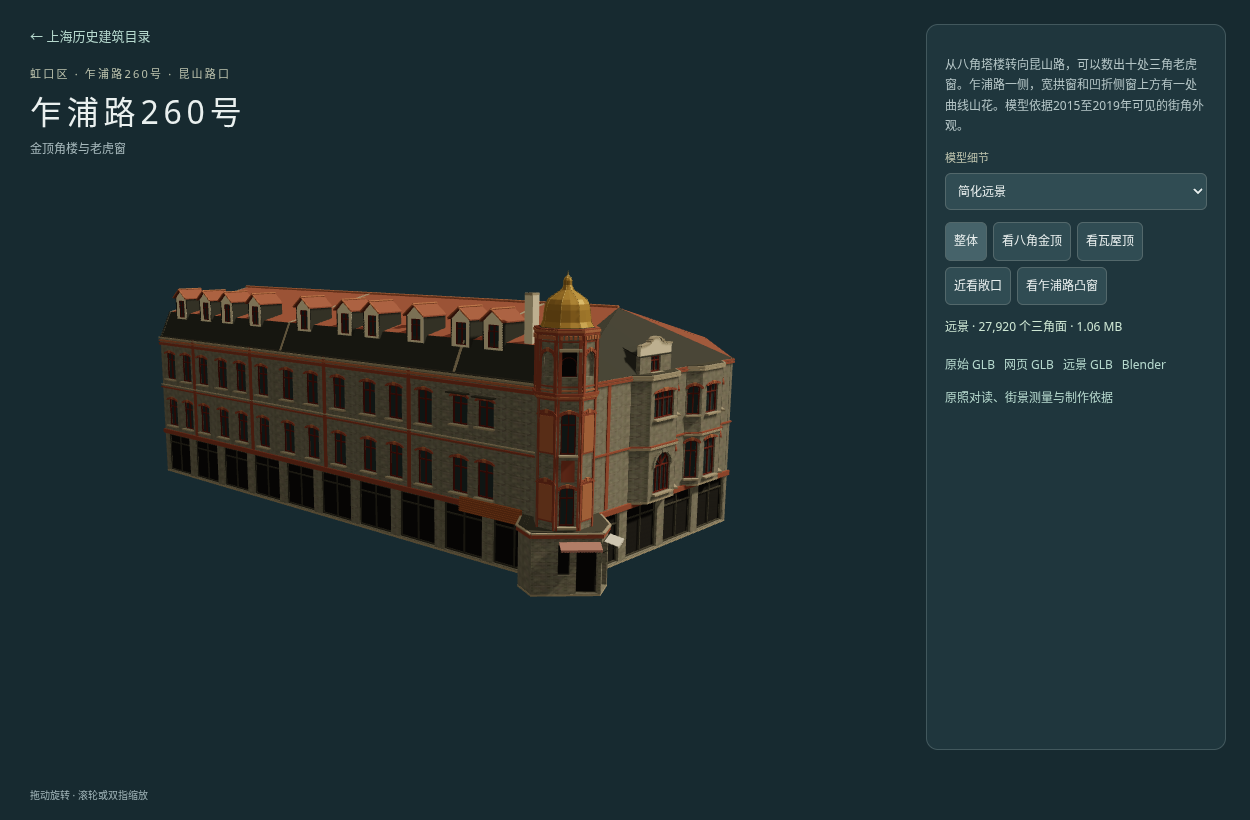 ← 上海历史建筑目录
虹口区 · 乍浦路260号 · 昆山路口
乍浦路260号
金顶角楼与老虎窗
从八角塔楼转向昆山路，可以数出十处三角老虎
窗。乍浦路一侧，宽拱窗和凹折侧窗上方有一处
曲线山花。模型依据2015至2019年可见的街角外
观。
模型细节
简化远景
整体 看八角金顶 看瓦屋顶
近看敞口 看乍浦路凸窗
远景 · 27,920 个三角面 · 1.06 MB
原始 GLB 网页 GLB 远景 GLB Blender
原照对读、街景测量与制作依据
拖动旋转 · 滚轮或双指缩放